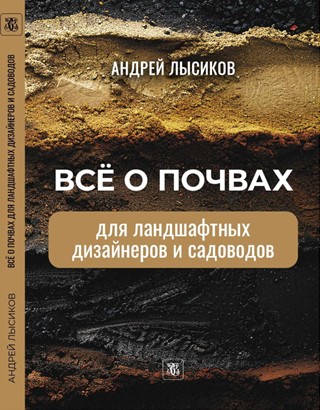 АНДРЕЙ ЛЫСИКОВ
ВСЁ О ПОЧВАХ
для ландшафтных
дизайнеров и садоводов
ВСЁ О ПОЧВАХ ДЛЯ ЛАНДШАФТНЫХ ДИЗАЙНЕРОВ И САДОВОДОВ
АНДРЕЙ ЛЫСИКОВ